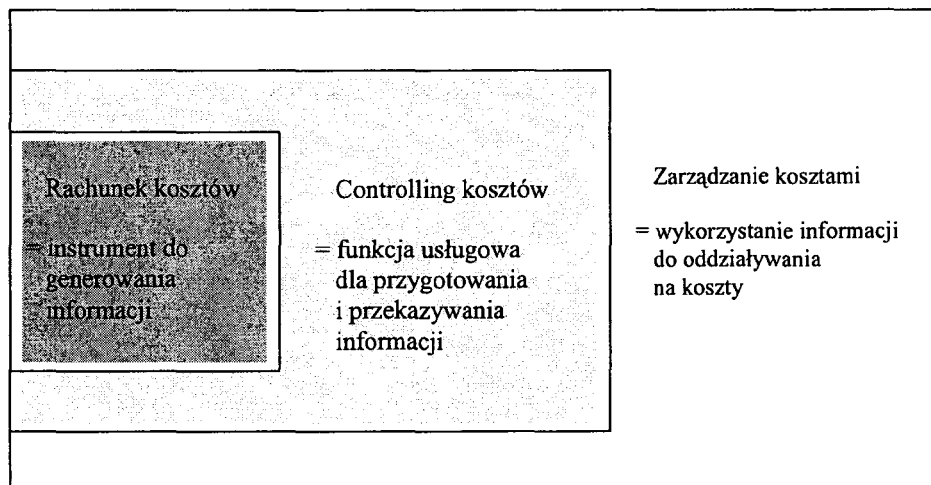 Rachunek kosztów
= instrument do
generowania
informacji
Controlling kosztów
= funkcja usługowa
dla przygotowania
i przekazywania
informacji
Zarządzanie kosztami
= wykorzystanie informacji
do oddziaływania
na koszty